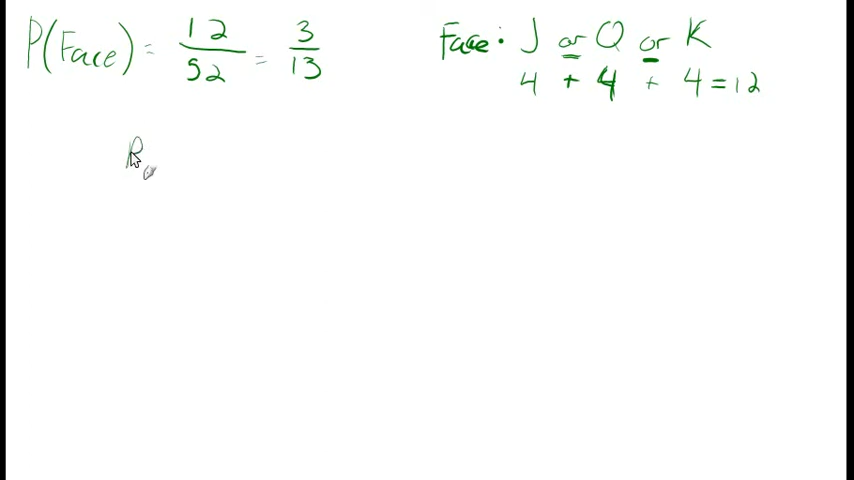 P(Face) = 12/52 = 3/13
Face: J or Q or K
4 + 4 + 4 = 12
R